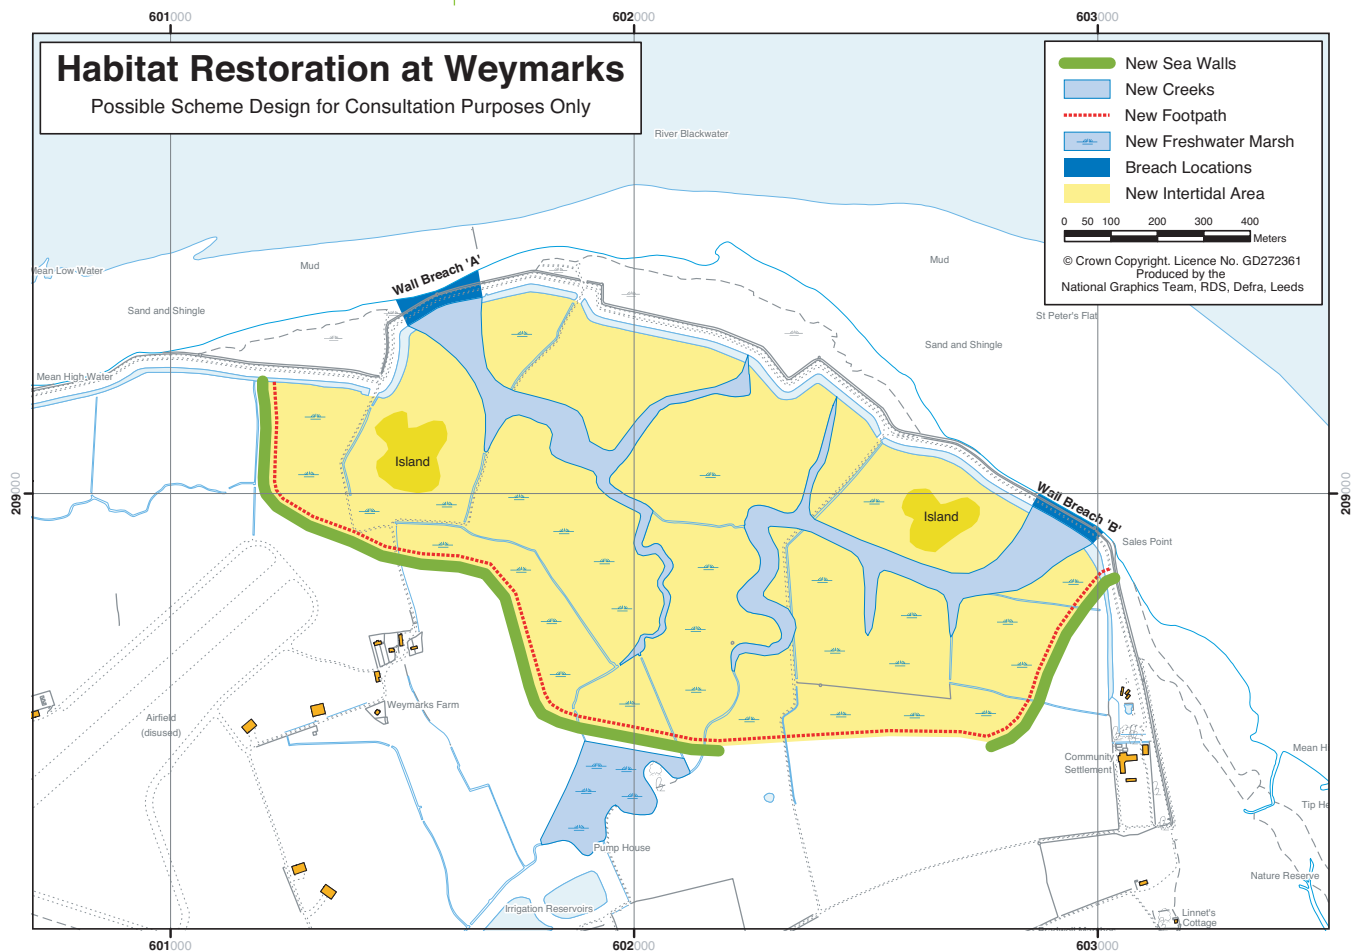 601000
602000
603000
Habitat Restoration at Weymarks
Possible Scheme Design for Consultation Purposes Only
New Sea Walls
New Creeks
New Footpath
New Freshwater Marsh
Breach Locations
New Intertidal Area
0 50 100 200 300 400
Meters
© Crown Copyright. Licence No. GD272361
Produced by the
National Graphics Team, RDS, Defra, Leeds
River Blackwater
Mud
Mud
Mean Low Water
Wall Breach 'A'
Sand and Shingle
St Peter's Flat
Sand and Shingle
Mean High Water
Island
209000
209000
Wall Breach 'B'
Island
Sales Point
Weymarks Farm
Airfield
(disused)
Community
Settlement
Mean H
Tip He
Pump House
Nature Reserve
Irrigation Reservoirs
Linnet's
Cottage
601000
602000
603000